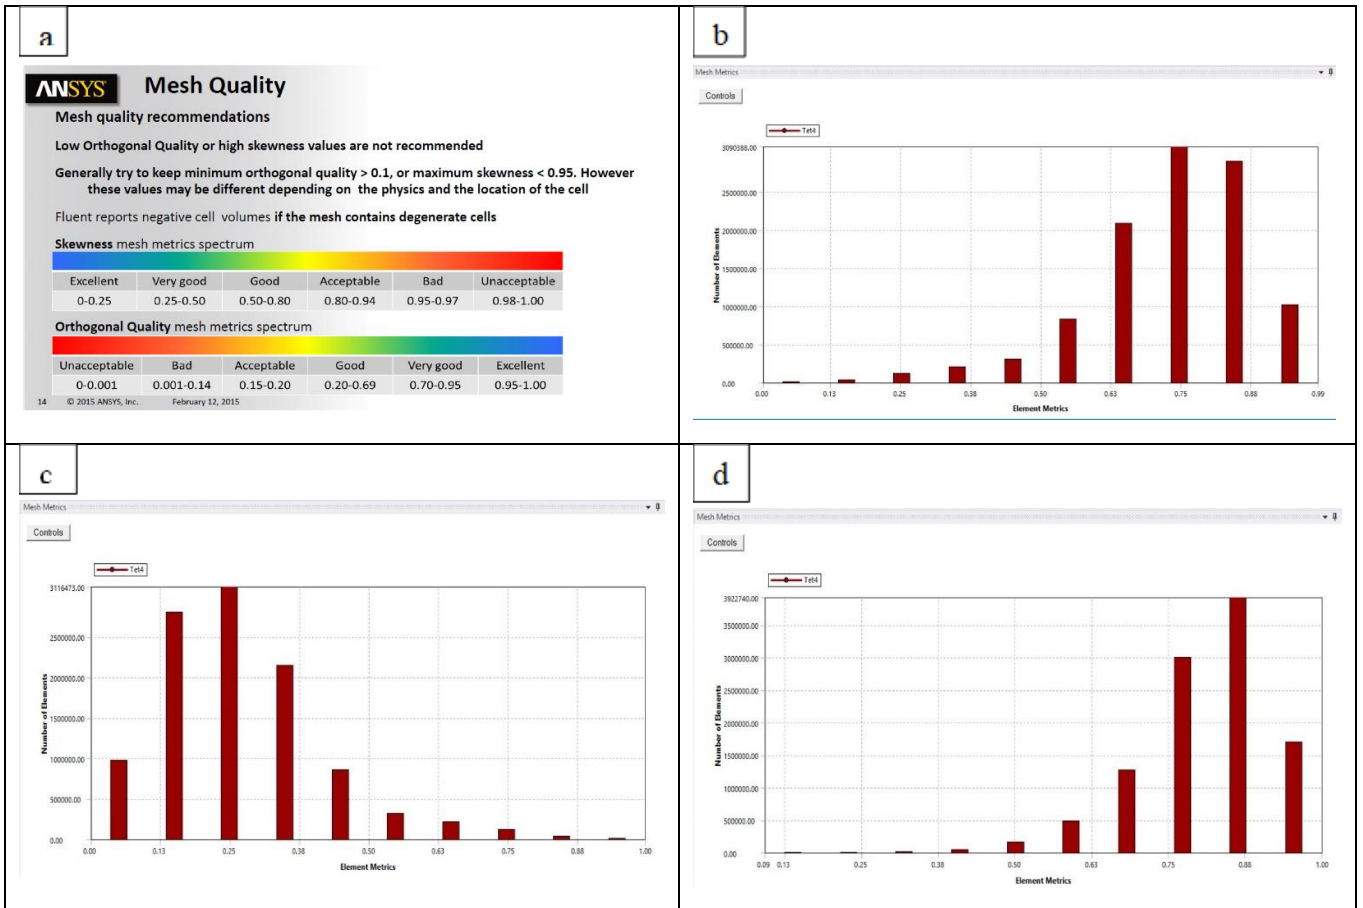 a
ANSYS
Mesh Quality
Mesh quality recommendations
Low Orthogonal Quality or high skewness values are not recommended
Generally try to keep minimum orthogonal quality > 0.1, or maximum skewness < 0.95. However
these values may be different depending on the physics and the location of the cell
Fluent reports negative cell volumes if the mesh contains degenerate cells
Skewness mesh metrics spectrum
Excellent Very good Good Acceptable Bad Unacceptable
0-0.25 0.25-0.50 0.50-0.80 0.80-0.94 0.95-0.97 0.98-1.00
Orthogonal Quality mesh metrics spectrum
Unacceptable Bad Acceptable Good Very good Excellent
0-0.001 0.001-0.14 0.15-0.20 0.20-0.69 0.70-0.95 0.95-1.00
14 © 2015 ANSYS, Inc. February 12, 2015
b
Mesh Metrics
Controls
Tet4
3090388.00
2500000.00
2000000.00
1500000.00
1000000.00
500000.00
0.00
Number of Elements
0.00 0.13 0.25 0.38 0.50 0.63 0.75 0.88 0.99
Element Metrics
c
Mesh Metrics
Controls
Tet4
3116473.00
2500000.00
2000000.00
1500000.00
1000000.00
500000.00
0.00
Number of Elements
0.00 0.13 0.25 0.38 0.50 0.63 0.75 0.88 1.00
Element Metrics
d
Mesh Metrics
Controls
Tet4
3922740.00
3500000.00
3000000.00
2500000.00
2000000.00
1500000.00
1000000.00
500000.00
0.00
Number of Elements
0.09 0.13 0.25 0.38 0.50 0.63 0.75 0.88 1.00
Element Metrics